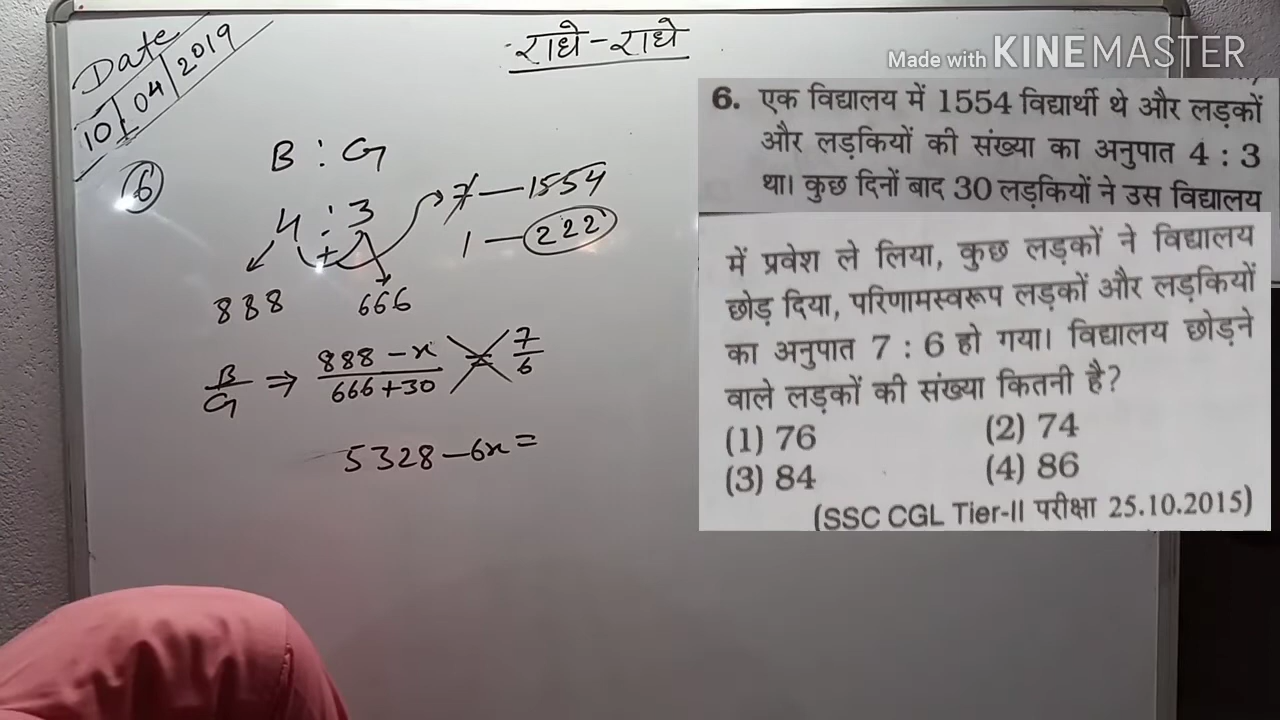 Date
10/04/2019
राधे-राधे
Made with KINEMASTER
6. एक विद्यालय में 1554 विद्यार्थी थे और लड़कों
और लड़कियों की संख्या का अनुपात 4 : 3
था। कुछ दिनों बाद 30 लड़कियों ने उस विद्यालय
में प्रवेश ले लिया, कुछ लड़कों ने विद्यालय
छोड़ दिया, परिणामस्वरूप लड़कों और लड़कियों
का अनुपात 7 : 6 हो गया। विद्यालय छोड़ने
वाले लड़कों की संख्या कितनी है?
(1) 76 (2) 74
(3) 84 (4) 86
(SSC CGL Tier-II परीक्षा 25.10.2015)
6
B : G
4 : 3
+
7 — 1554
1 — 222
888 666
B/G ⇒ 888 - x / 666 + 30 = 7/6
5328 - 6x =